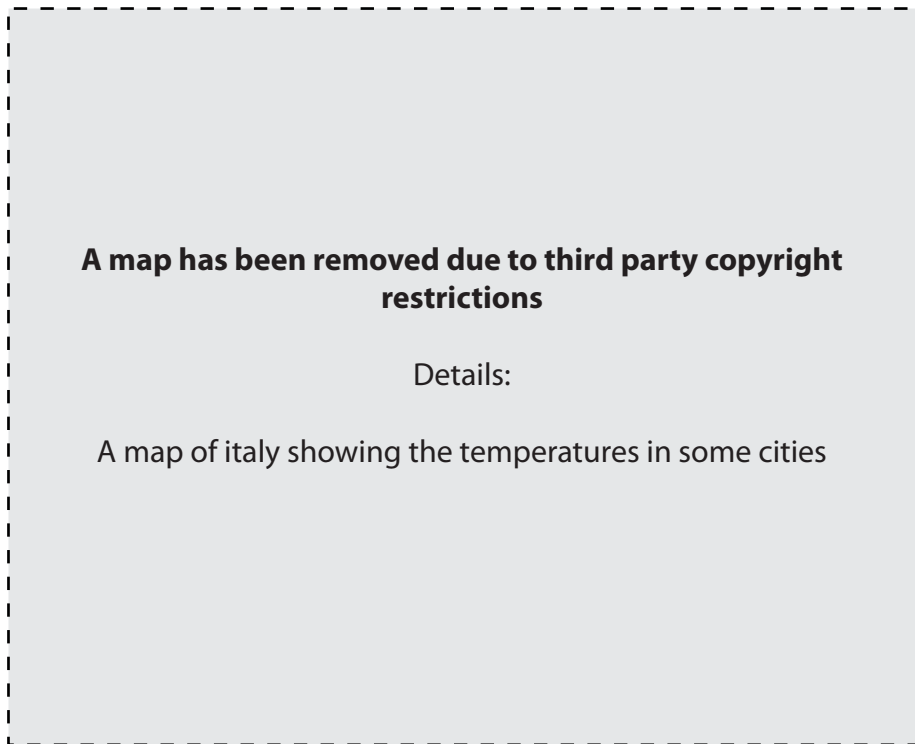 A map has been removed due to third party copyright
restrictions
Details:
A map of italy showing the temperatures in some cities